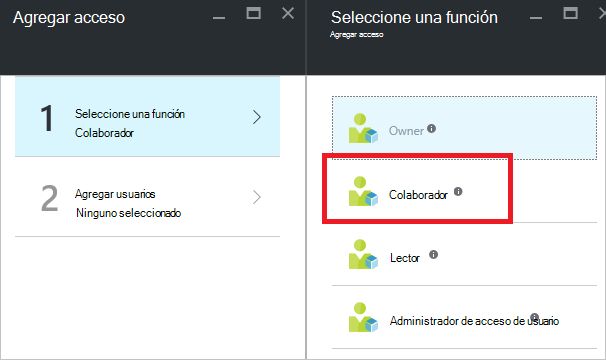 Agregar acceso
1
Seleccione una función
Colaborador
2
Agregar usuarios
Ninguno seleccionado
Seleccione una función
Agregar acceso
Owner
Colaborador
Lector
Administrador de acceso de usuario